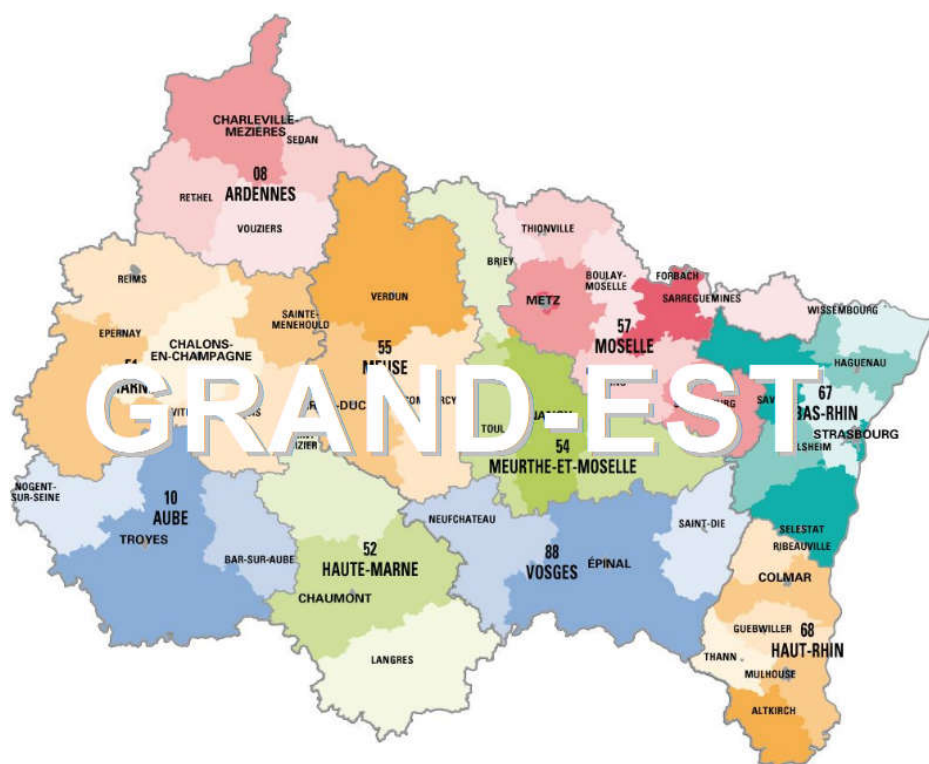 CHARLEVILLE-
MEZIÈRES
SEDAN
08
ARDENNES
RETHEL
VOUZIERS
REIMS
EPERNAY
SAINTE-
MENEHOULD
CHALONS-
EN-CHAMPAGNE
VERDUN
55
MEUSE
BRIEY
THIONVILLE
METZ
BOULAY-
MOSELLE
FORBACH
SARREGUEMINES
57
MOSELLE
WISSEMBOURG
HAGUENAU
67
BAS-RHIN
STRASBOURG
GRAND-EST
TOUL
54
MEURTHE-ET-MOSELLE
NOGENT-
SUR-SEINE
10
AUBE
TROYES
BAR-SUR-AUBE
52
HAUTE-MARNE
CHAUMONT
LANGRES
NEUFCHATEAU
88
VOSGES
ÉPINAL
SAINT-DIE
SELESTAT
RIBEAUVILLE
COLMAR
GUEBWILLER
68
HAUT-RHIN
THANN
MULHOUSE
ALTKIRCH